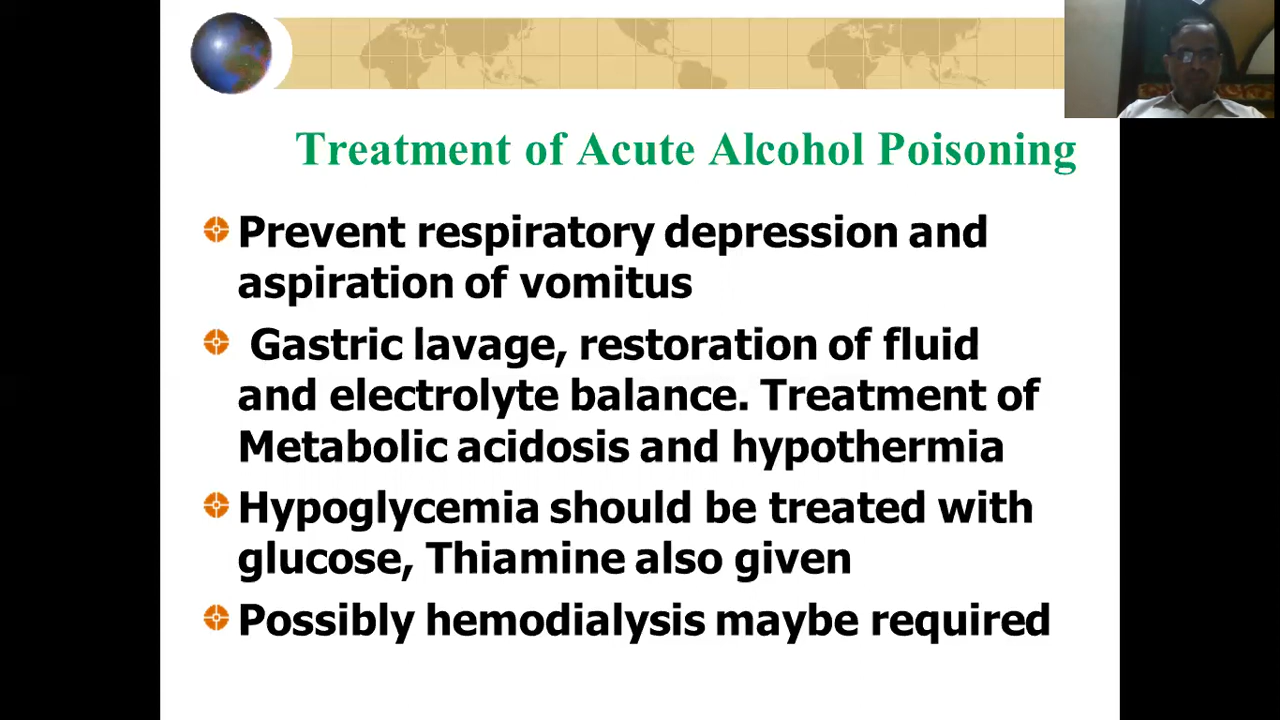 Treatment of Acute Alcohol Poisoning
Prevent respiratory depression and
aspiration of vomitus
Gastric lavage, restoration of fluid
and electrolyte balance. Treatment of
Metabolic acidosis and hypothermia
Hypoglycemia should be treated with
glucose, Thiamine also given
Possibly hemodialysis maybe required